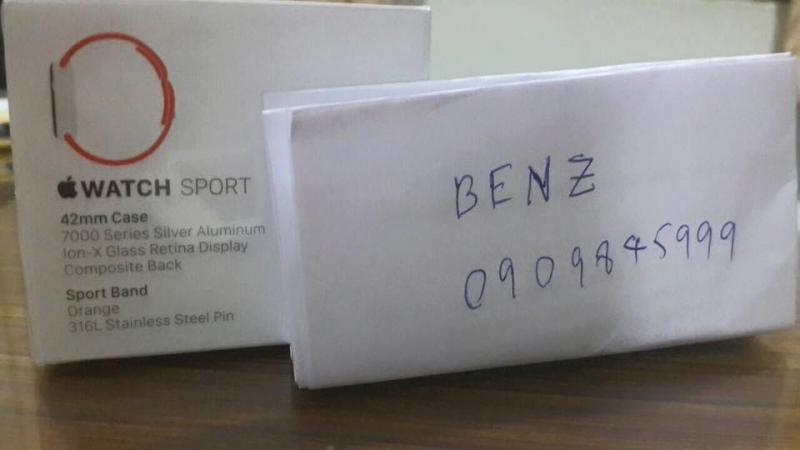 WATCH SPORT
42mm Case
7000 Series Silver Aluminum
Ion-X Glass Retina Display
Composite Back
Sport Band
Orange
316L Stainless Steel Pin
BENZ
0909845999